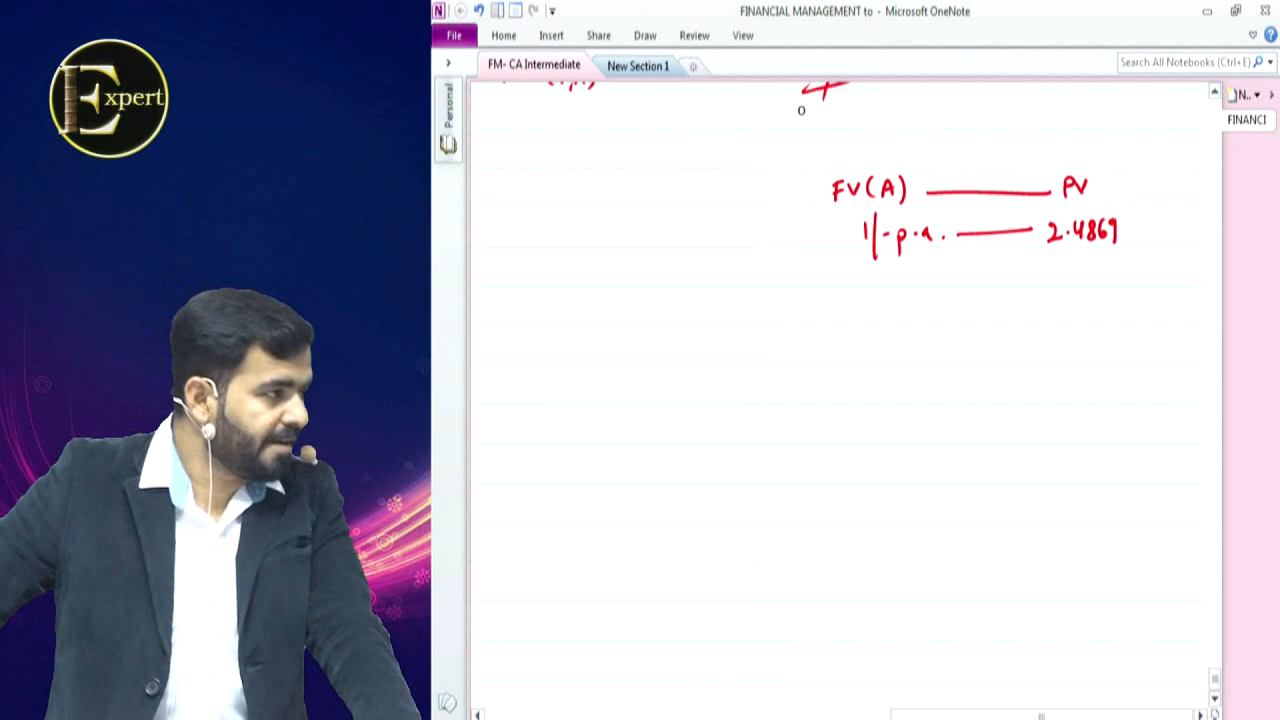 Expert
FINANCIAL MANAGEMENT to - Microsoft OneNote
File Home Insert Share Draw Review View
FM- CA Intermediate New Section 1 Search All Notebooks (Ctrl+E)
Personal
N..
FINANCI
0
FV(A) ——— PV
1/- p.a. ——— 2.4869